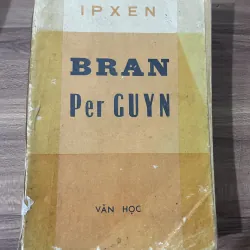 IPXEN
BRAN
Per GUYN
VĂN HỌC